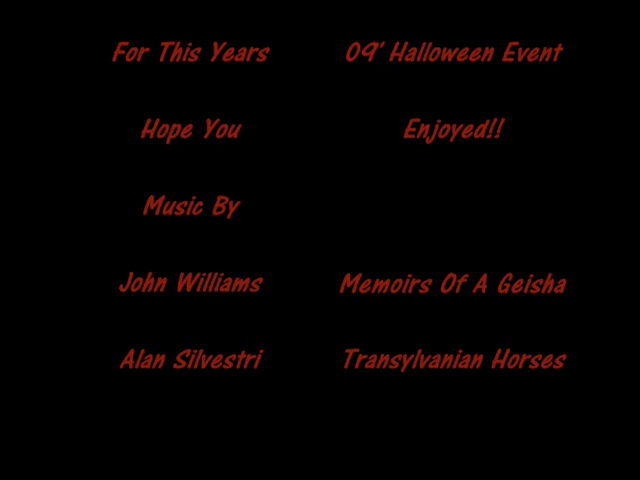 For This Years 09' Halloween Event
Hope You Enjoyed!!
Music By
John Williams Memoirs Of A Geisha
Alan Silvestri Transylvanian Horses